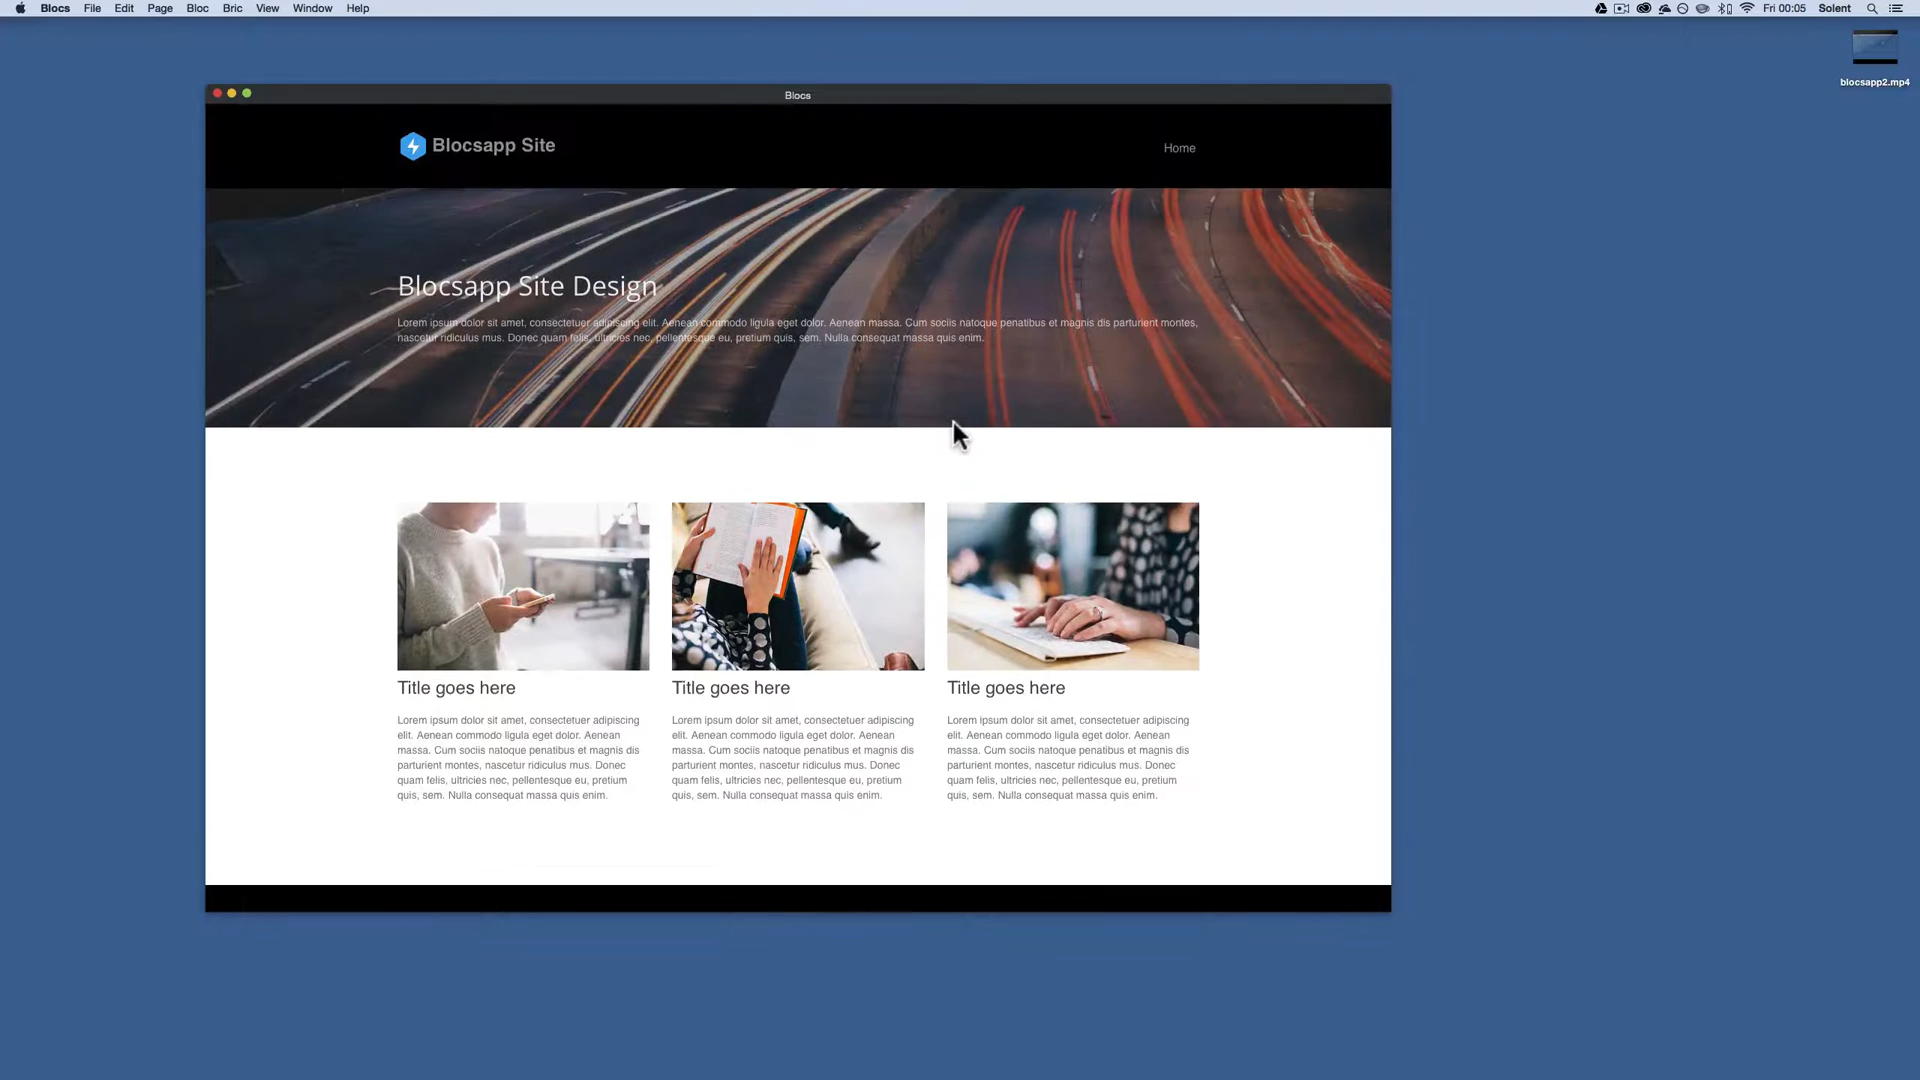 Blocs File Edit Page Bloc Bric View Window Help Fri 00:05 Solent
blocsapp2.mp4
Blocs
Blocsapp Site
Home
Blocsapp Site Design
Lorem ipsum dolor sit amet, consectetuer adipiscing elit. Aenean commodo ligula eget dolor. Aenean massa. Cum sociis natoque penatibus et magnis dis parturient montes,
nascetur ridiculus mus. Donec quam felis, ultricies nec, pellentesque eu, pretium quis, sem. Nulla consequat massa quis enim.
Title goes here
Lorem ipsum dolor sit amet, consectetuer adipiscing
elit. Aenean commodo ligula eget dolor. Aenean
massa. Cum sociis natoque penatibus et magnis dis
parturient montes, nascetur ridiculus mus. Donec
quam felis, ultricies nec, pellentesque eu, pretium
quis, sem. Nulla consequat massa quis enim.
Title goes here
Lorem ipsum dolor sit amet, consectetuer adipiscing
elit. Aenean commodo ligula eget dolor. Aenean
massa. Cum sociis natoque penatibus et magnis dis
parturient montes, nascetur ridiculus mus. Donec
quam felis, ultricies nec, pellentesque eu, pretium
quis, sem. Nulla consequat massa quis enim.
Title goes here
Lorem ipsum dolor sit amet, consectetuer adipiscing
elit. Aenean commodo ligula eget dolor. Aenean
massa. Cum sociis natoque penatibus et magnis dis
parturient montes, nascetur ridiculus mus. Donec
quam felis, ultricies nec, pellentesque eu, pretium
quis, sem. Nulla consequat massa quis enim.